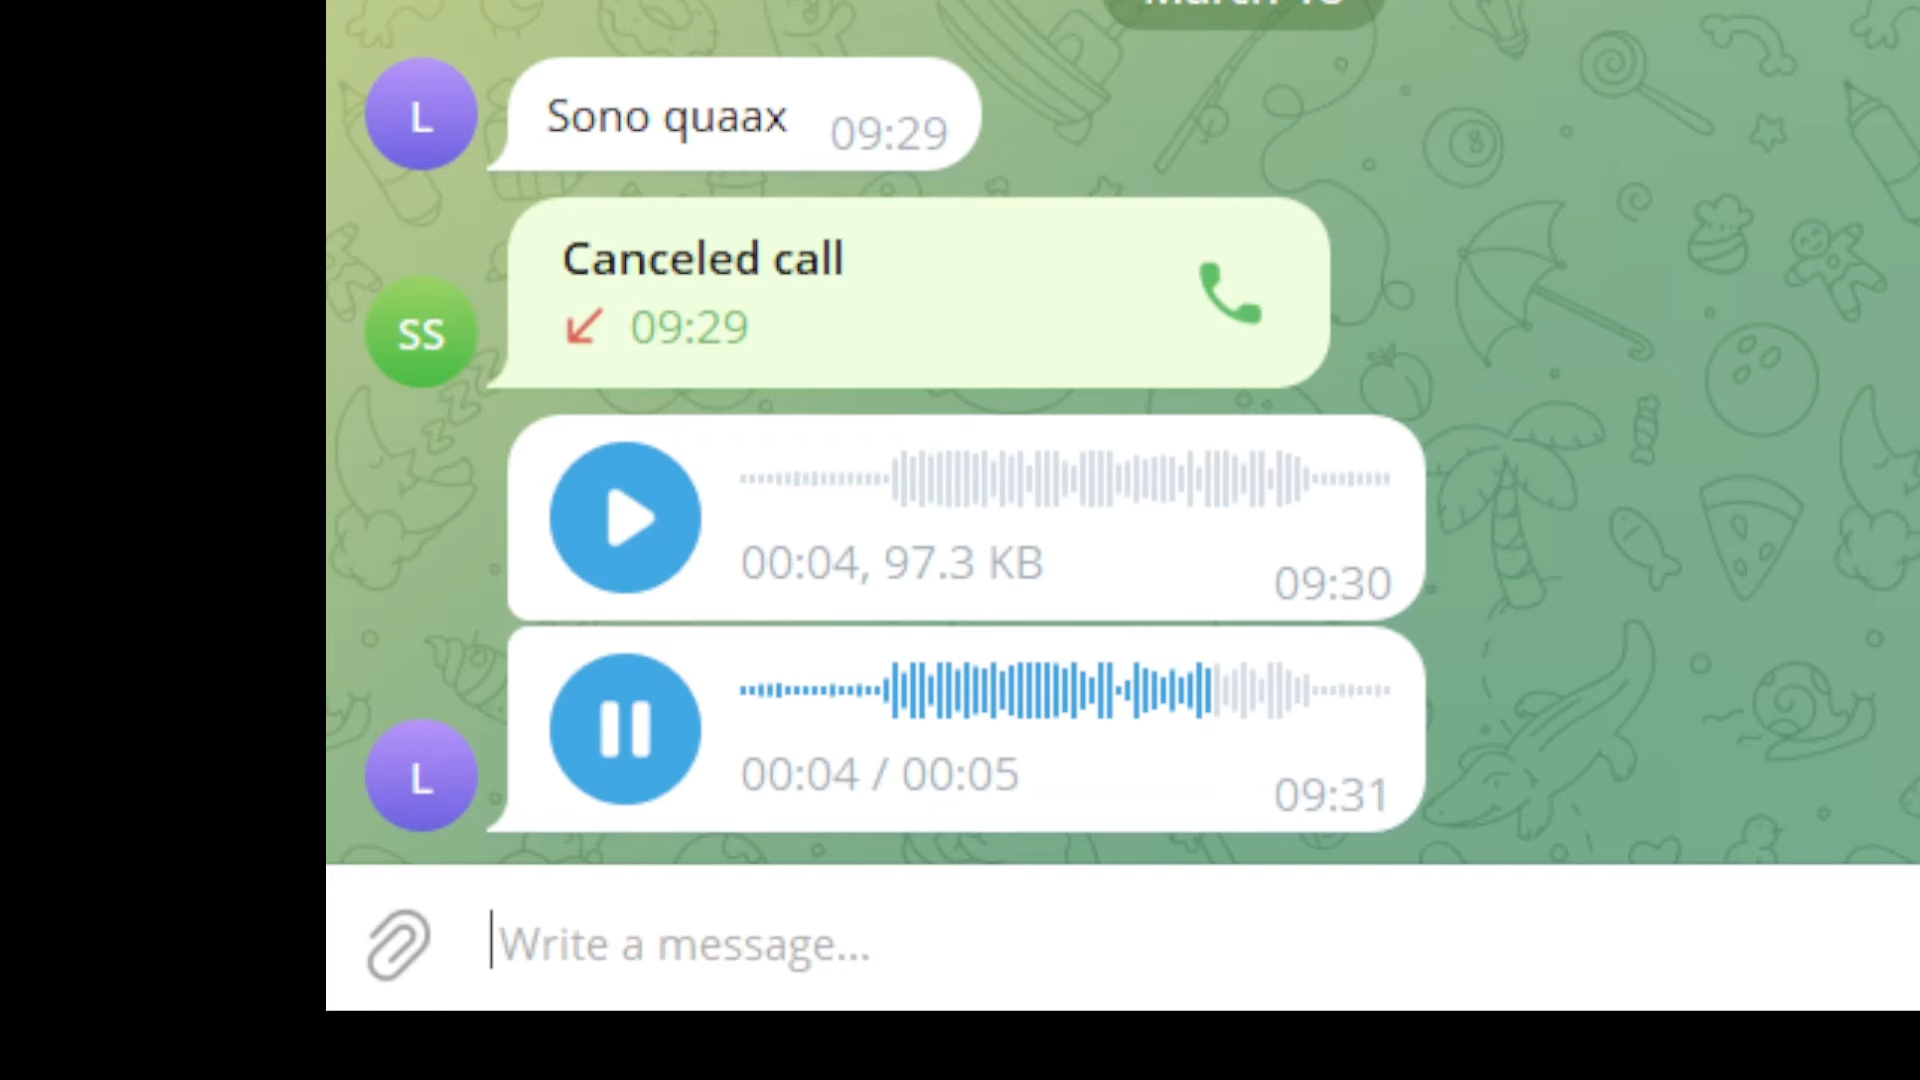 L
Sono quaax 09:29
Canceled call
SS
09:29
00:04, 97.3 KB
09:30
L
00:04 / 00:05
09:31
Write a message...